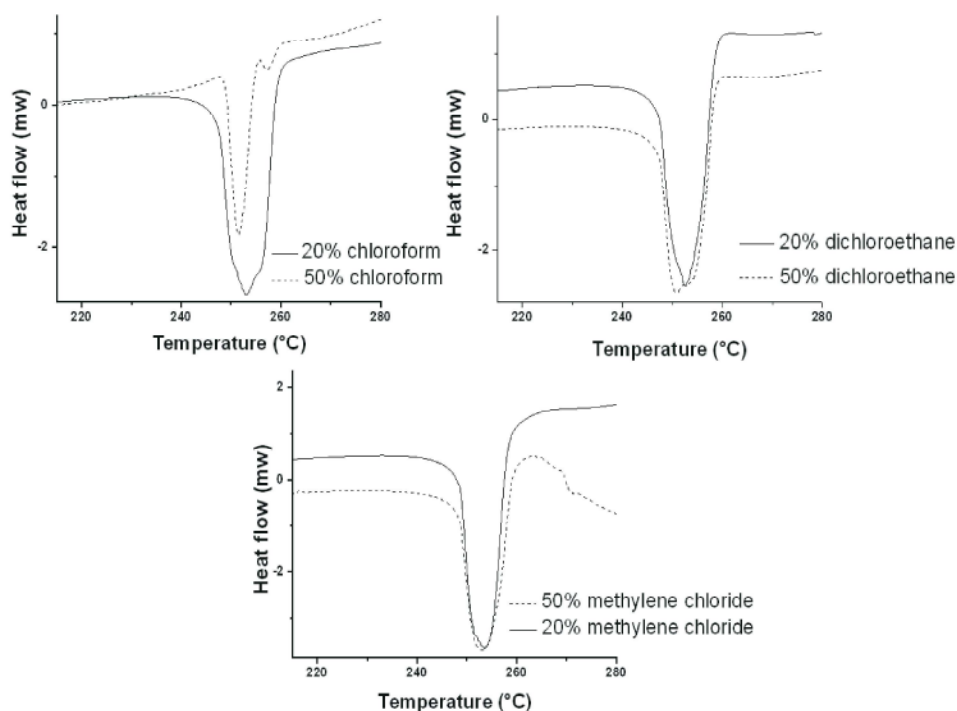 Heat flow (mw)
0
-2
220
240
260
280
20% chloroform
50% chloroform
Temperature (°C)
Heat flow (mw)
0
-2
220
240
260
280
20% dichloroethane
50% dichloroethane
Temperature (°C)
Heat flow (mw)
2
0
-2
220
240
260
280
50% methylene chloride
20% methylene chloride
Temperature (°C)